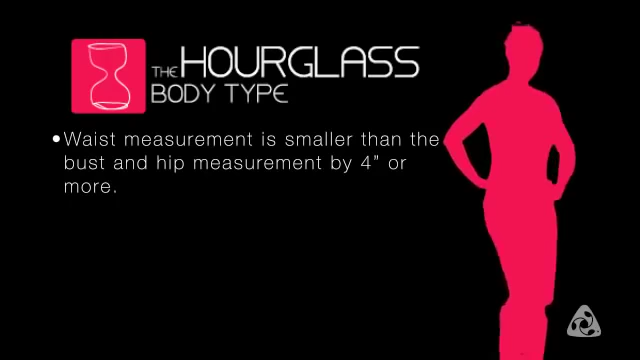 THE HOURGLASS
BODY TYPE
•Waist measurement is smaller than the
bust and hip measurement by 4” or
more.